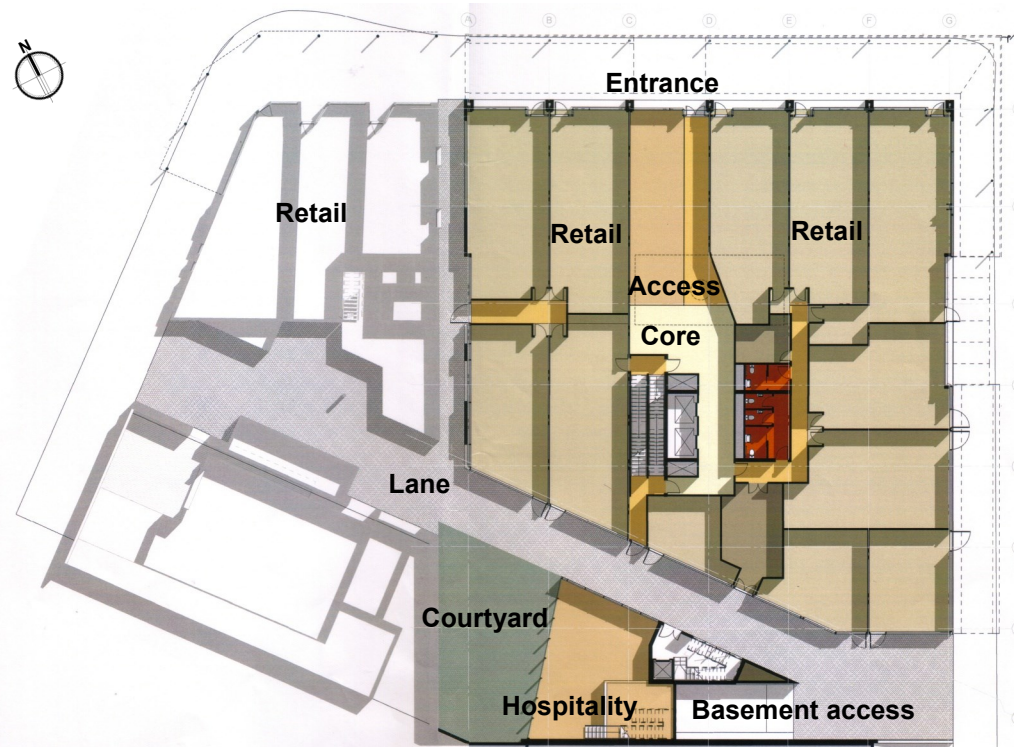 A B C D E F G
N
Entrance
Retail
Retail
Retail
Access
Core
Lane
Courtyard
Hospitality
Basement access